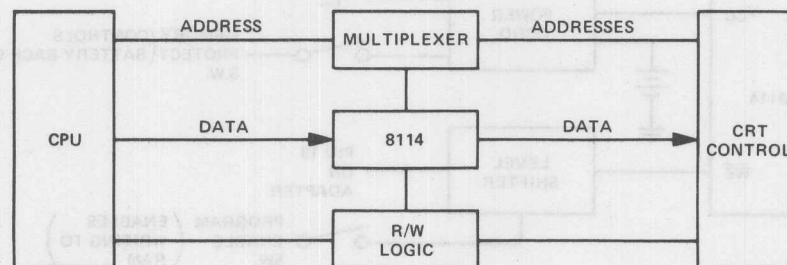 ADDRESS
MULTIPLEXER
ADDRESSES
CPU
DATA
8114
DATA
CRT
CONTROL
R/W
LOGIC